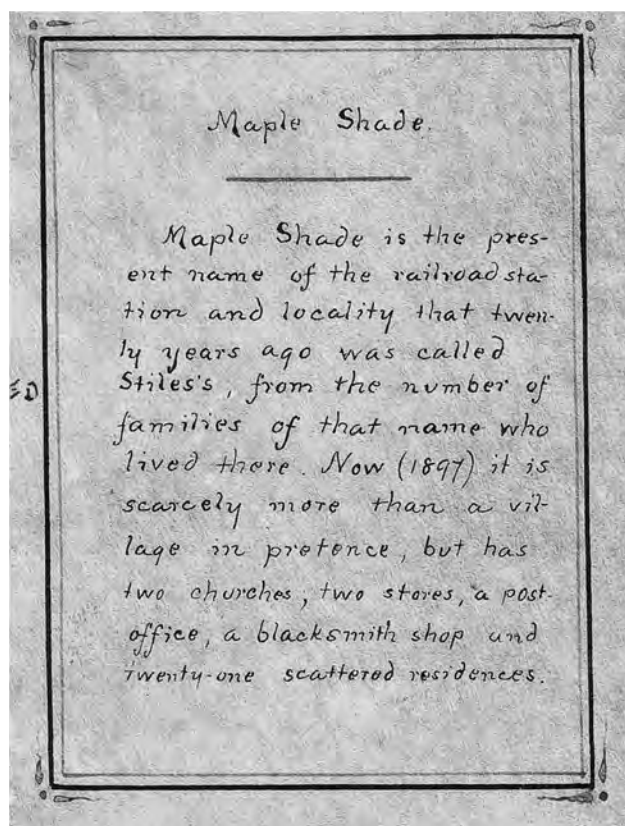 Maple Shade.
Maple Shade is the pres-
ent name of the railroad sta-
tion and locality that twen-
ty years ago was called
Stiles's, from the number of
families of that name who
lived there. Now (1897) it is
scarcely more than a vil-
lage in pretence, but has
two churches, two stores, a post-
office, a blacksmith shop and
twenty-one scattered residences.